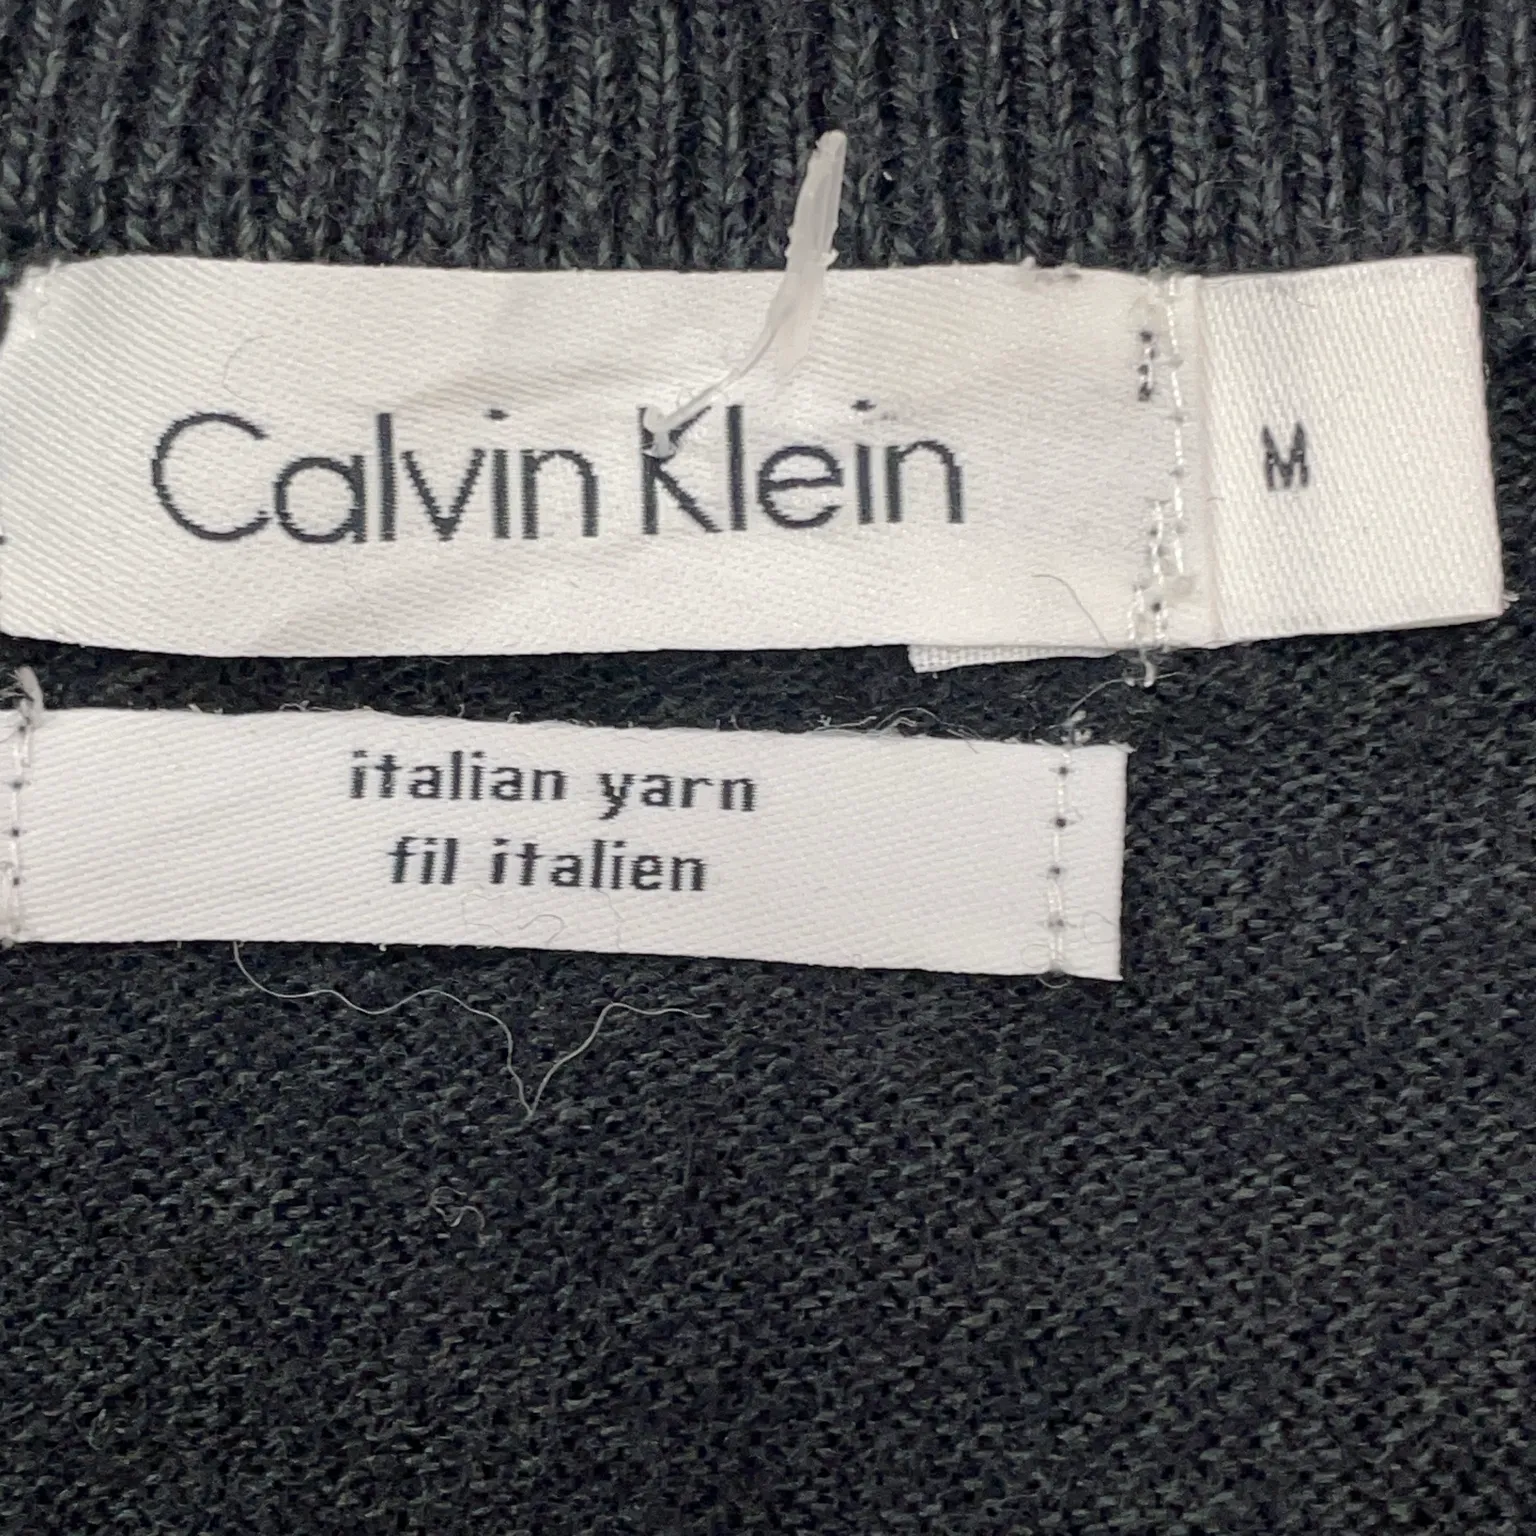 Calvin Klein
M
italian yarn
fil italien